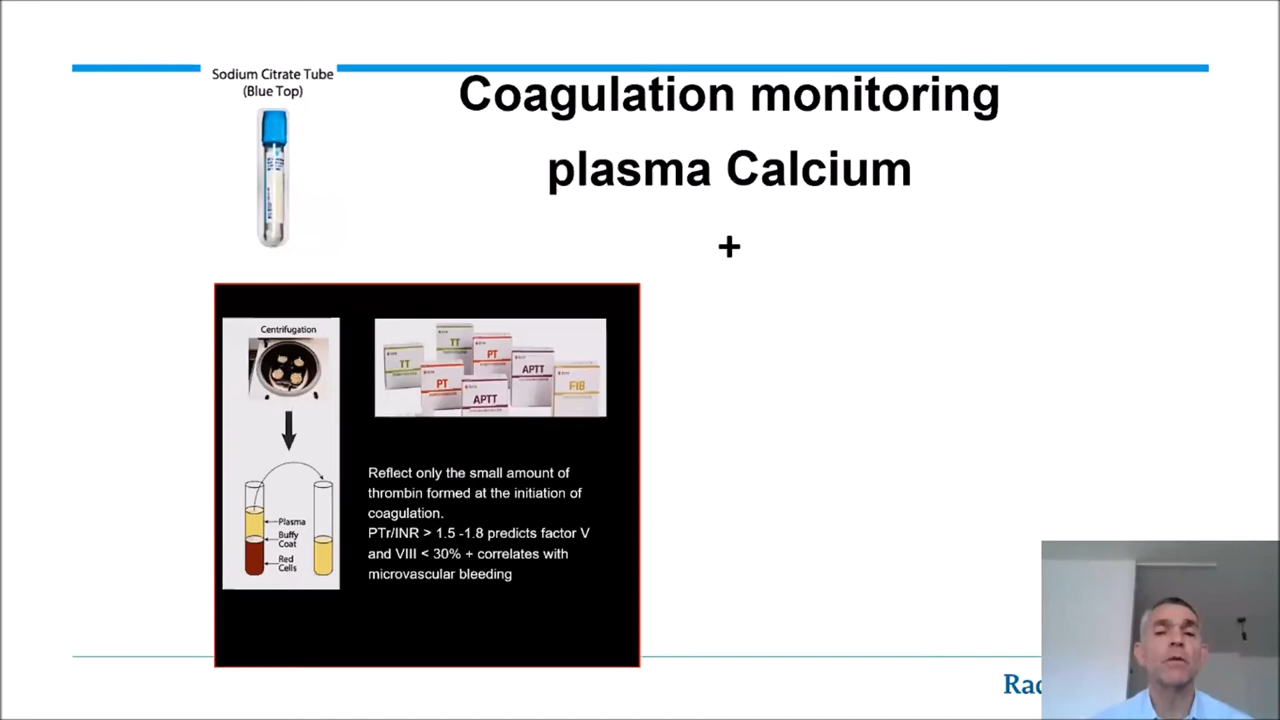 Sodium Citrate Tube
(Blue Top)
Coagulation monitoring
plasma Calcium
+
Centrifugation
Plasma
Buffy
Coat
Red
Cells
TT
TT
PT
PT
APTT
APTT
FIB
Reflect only the small amount of
thrombin formed at the initiation of
coagulation.
PTr/INR > 1.5 -1.8 predicts factor V
and VIII < 30% + correlates with
microvascular bleeding